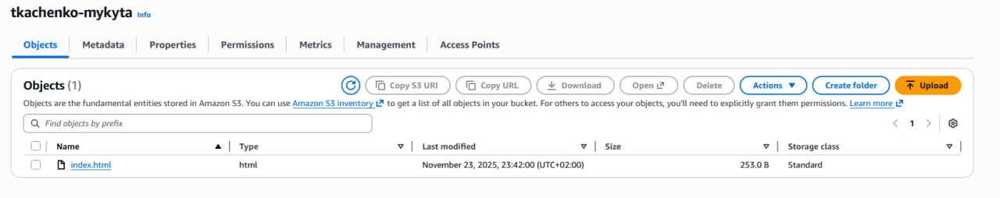 tkachenko-mykyta Info
Objects Metadata Properties Permissions Metrics Management Access Points
Objects (1) Copy S3 URI Copy URL Download Open Delete Actions Create folder Upload
Objects are the fundamental entities stored in Amazon S3. You can use Amazon S3 inventory to get a list of all objects in your bucket. For others to access your objects, you'll need to explicitly grant them permissions. Learn more
Find objects by prefix 1
Name Type Last modified Size Storage class
index.html html November 23, 2025, 23:42:00 (UTC+02:00) 253.0 B Standard